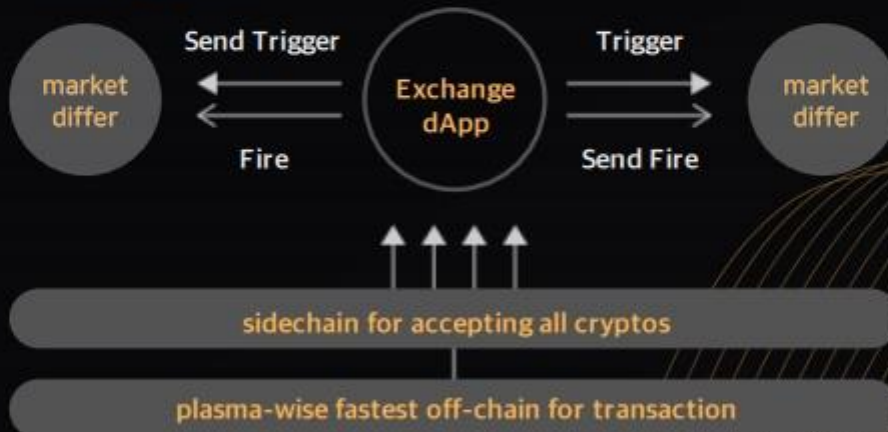 Send Trigger
Trigger
market
differ
Exchange
dApp
market
differ
Fire
Send Fire
sidechain for accepting all cryptos
plasma-wise fastest off-chain for transaction